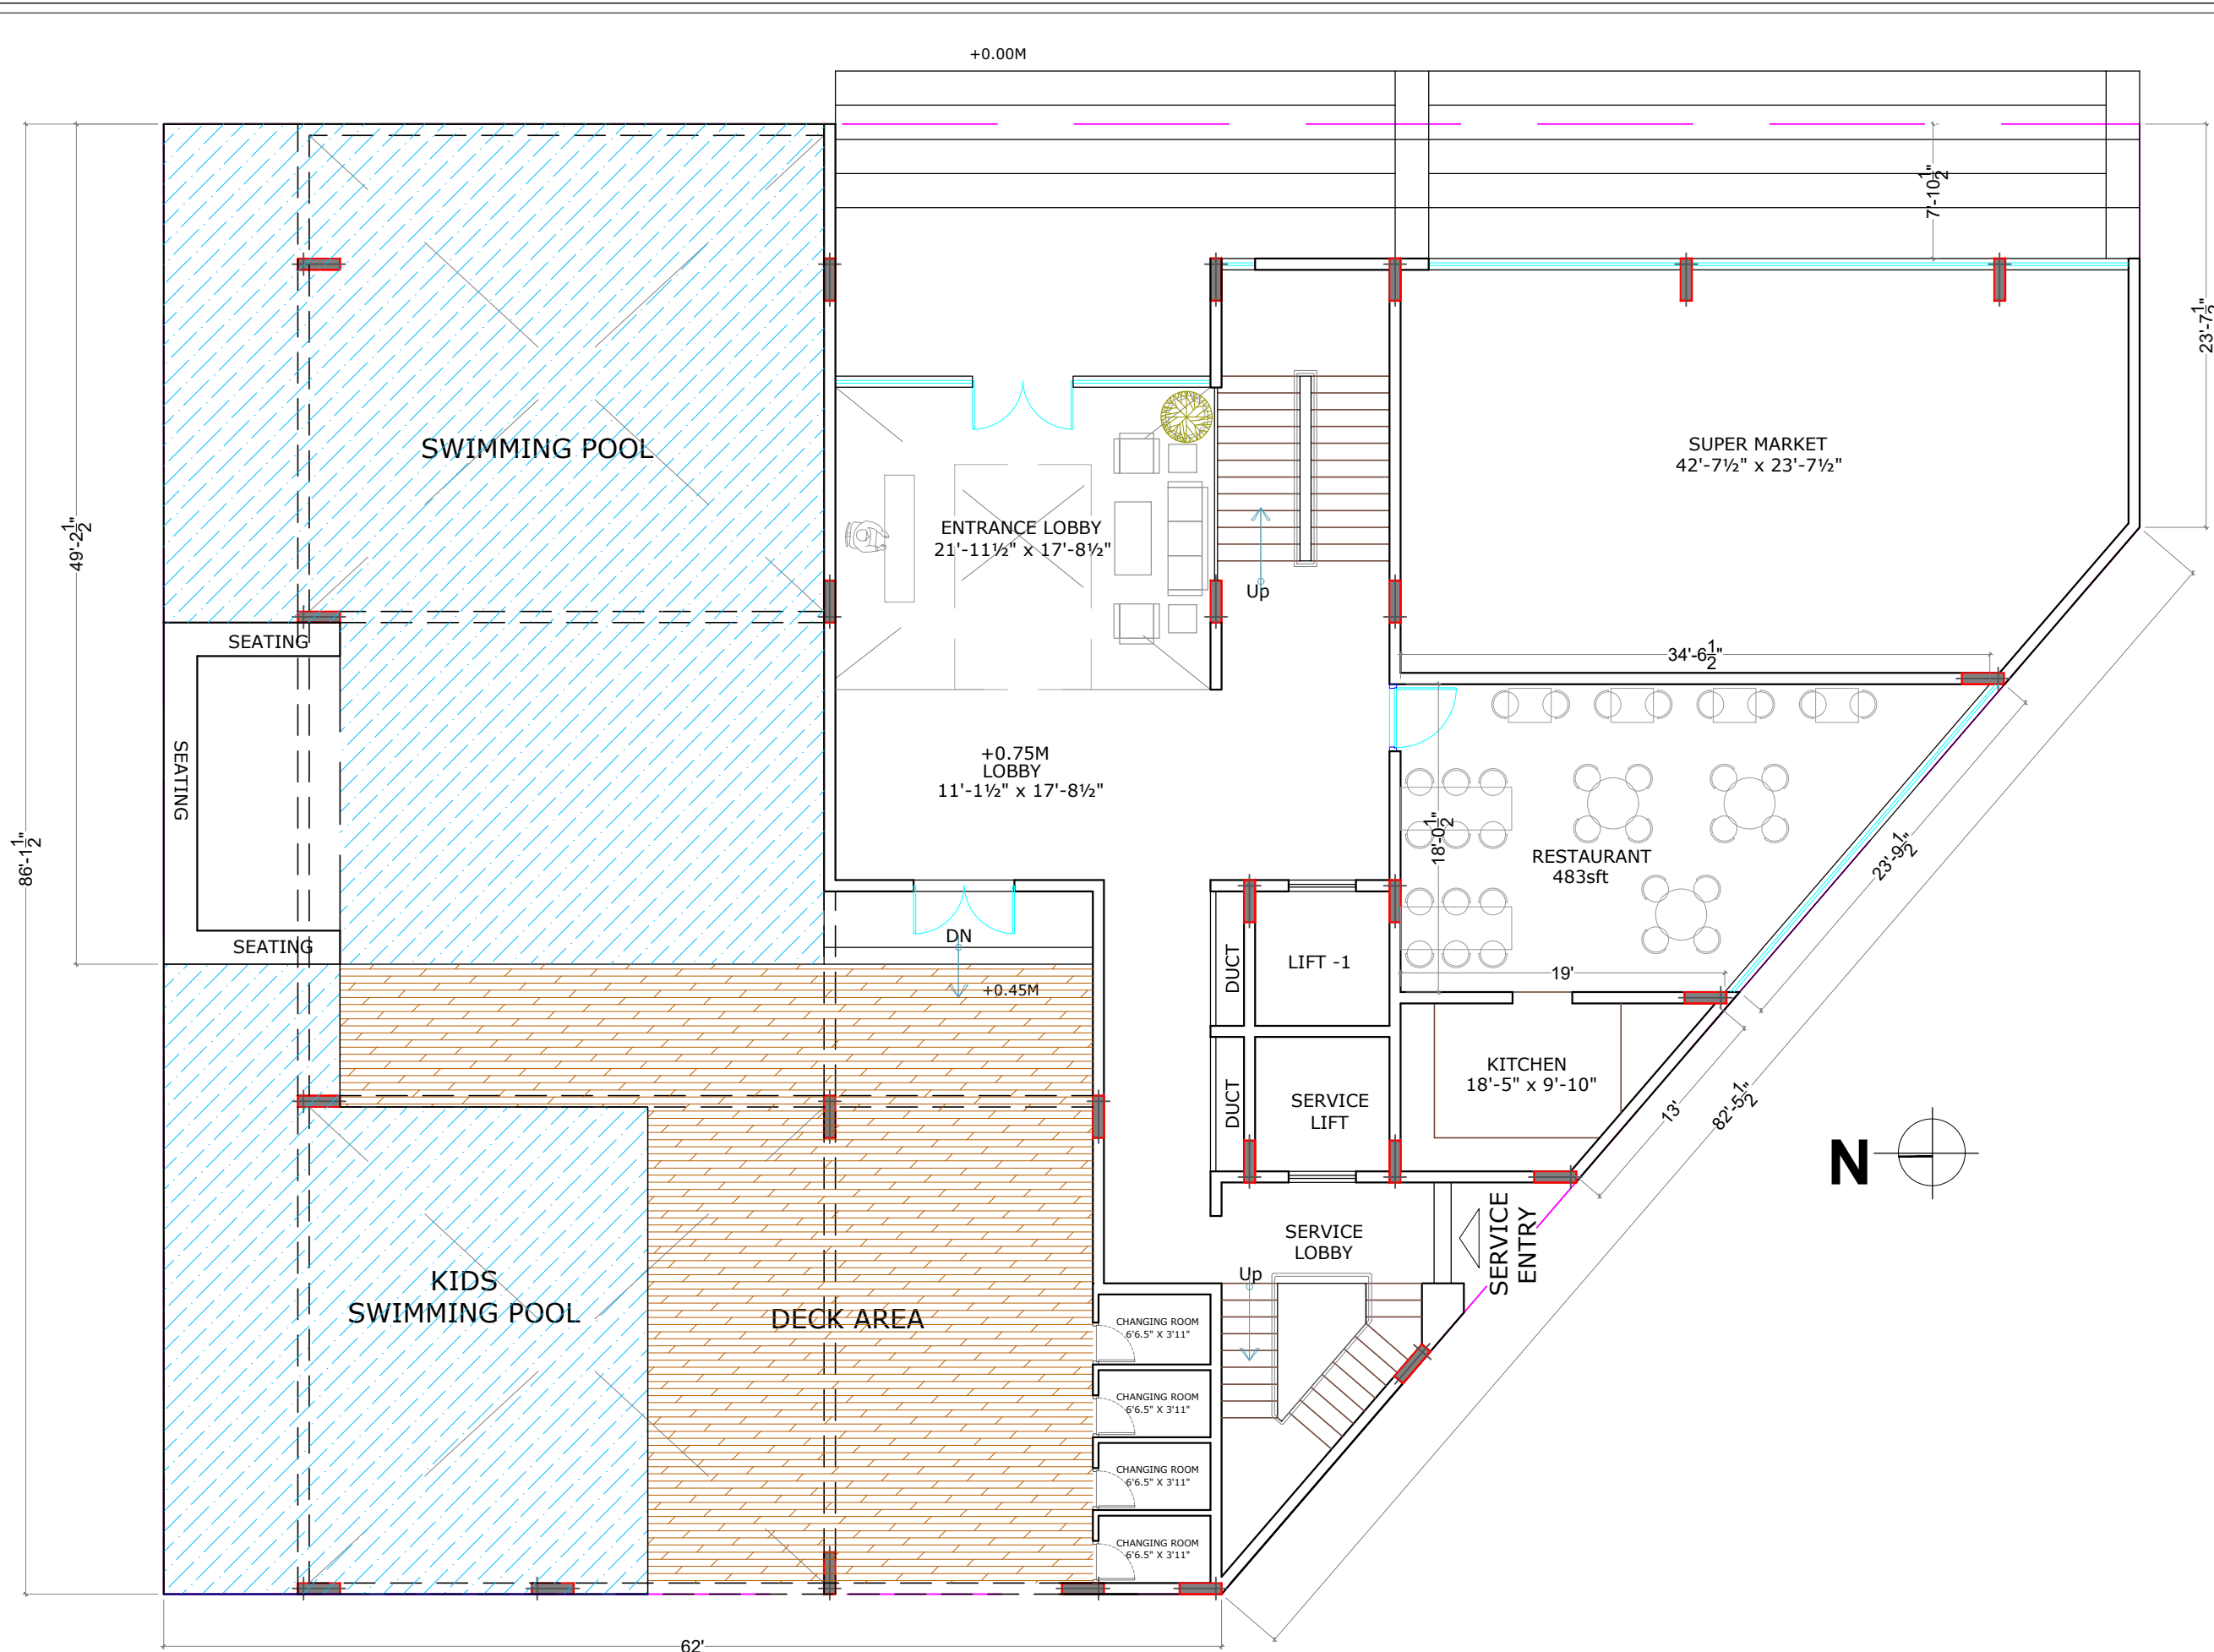 +0.00M
7'-10½"
23'-7½"
49'-2½"
86'-1½"
SWIMMING POOL
SUPER MARKET
42'-7½" x 23'-7½"
ENTRANCE LOBBY
21'-11½" x 17'-8½"
Up
SEATING
SEATING
SEATING
34'-6½"
+0.75M
LOBBY
11'-1½" x 17'-8½"
18'-0½"
RESTAURANT
483sft
23'-9½"
DN
+0.45M
DUCT
LIFT -1
19'
KITCHEN
18'-5" x 9'-10"
DUCT
SERVICE
LIFT
13'
82'-5½"
N
SERVICE
LOBBY
SERVICE
ENTRY
Up
KIDS
SWIMMING POOL
DECK AREA
CHANGING ROOM
6'6.5" X 3'11"
CHANGING ROOM
6'6.5" X 3'11"
CHANGING ROOM
6'6.5" X 3'11"
CHANGING ROOM
6'6.5" X 3'11"
62'